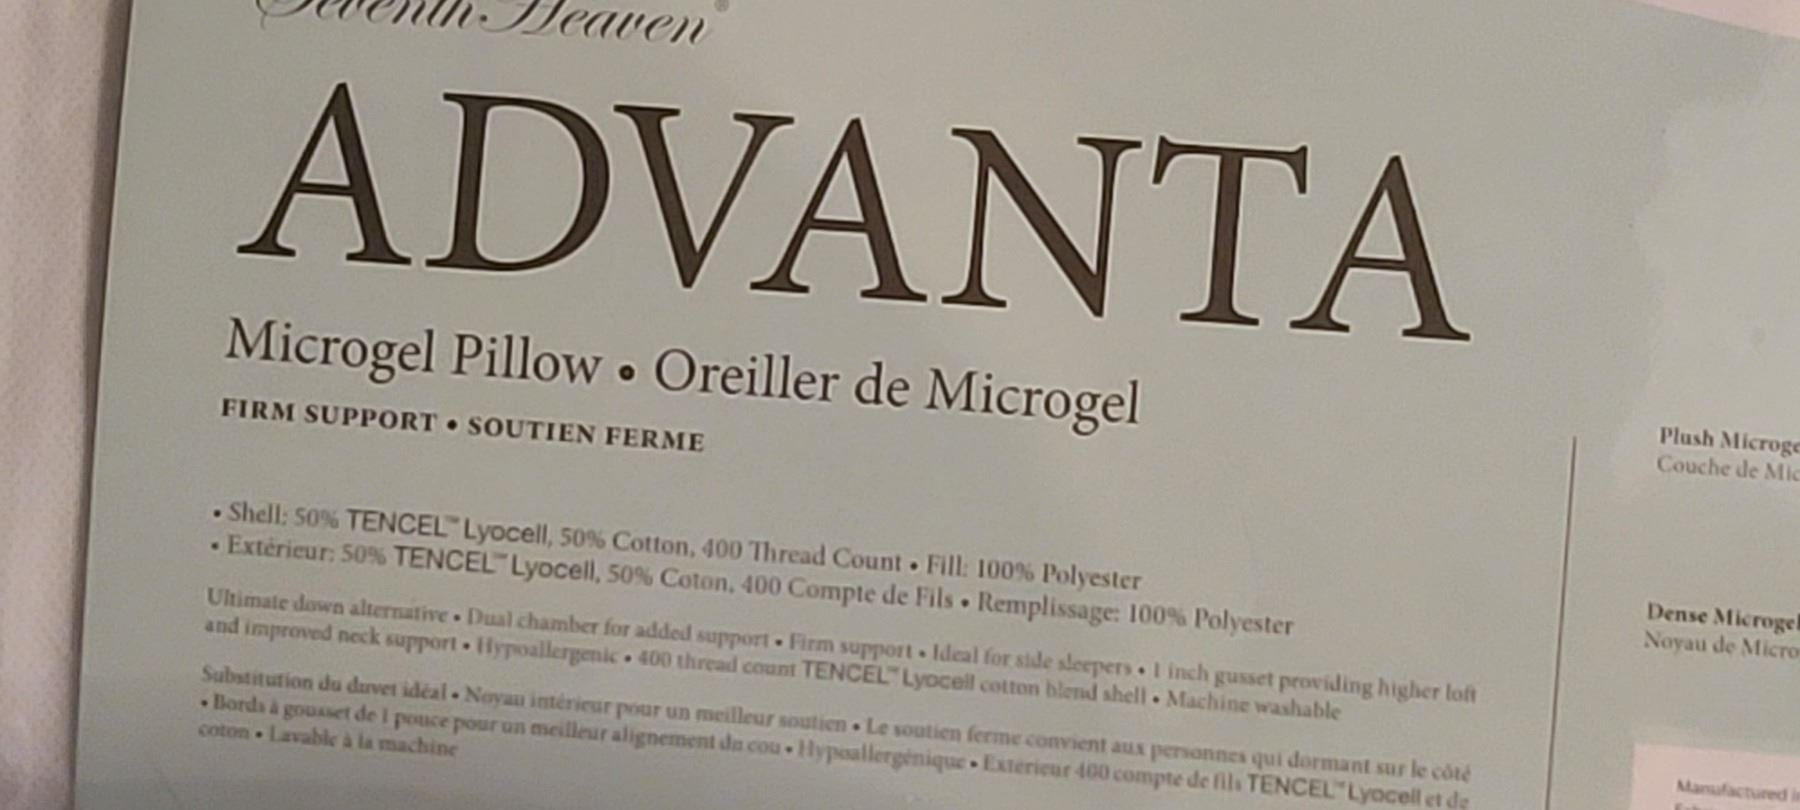 Seventh Heaven®
ADVANTA
Microgel Pillow • Oreiller de Microgel
FIRM SUPPORT • SOUTIEN FERME
• Shell: 50% TENCEL™ Lyocell, 50% Cotton, 400 Thread Count • Fill: 100% Polyester
• Extérieur: 50% TENCEL™ Lyocell, 50% Coton, 400 Compte de Fils • Remplissage: 100% Polyester
Ultimate down alternative • Dual chamber for added support • Firm support • Ideal for side sleepers • 1 inch gusset providing higher loft
and improved neck support • Hypoallergenic • 400 thread count TENCEL™ Lyocell cotton blend shell • Machine washable
Substitution du duvet idéal • Noyau intérieur pour un meilleur soutien • Le soutien ferme convient aux personnes qui dormant sur le côté
• Bords à gousset de 1 pouce pour un meilleur alignement du cou • Hypoallergénique • Extérieur 400 compte de fils TENCEL™ Lyocell et de
coton • Lavable à la machine
Plush Microge
Couche de Mic
Dense Microgel
Noyau de Micro
Manufactured